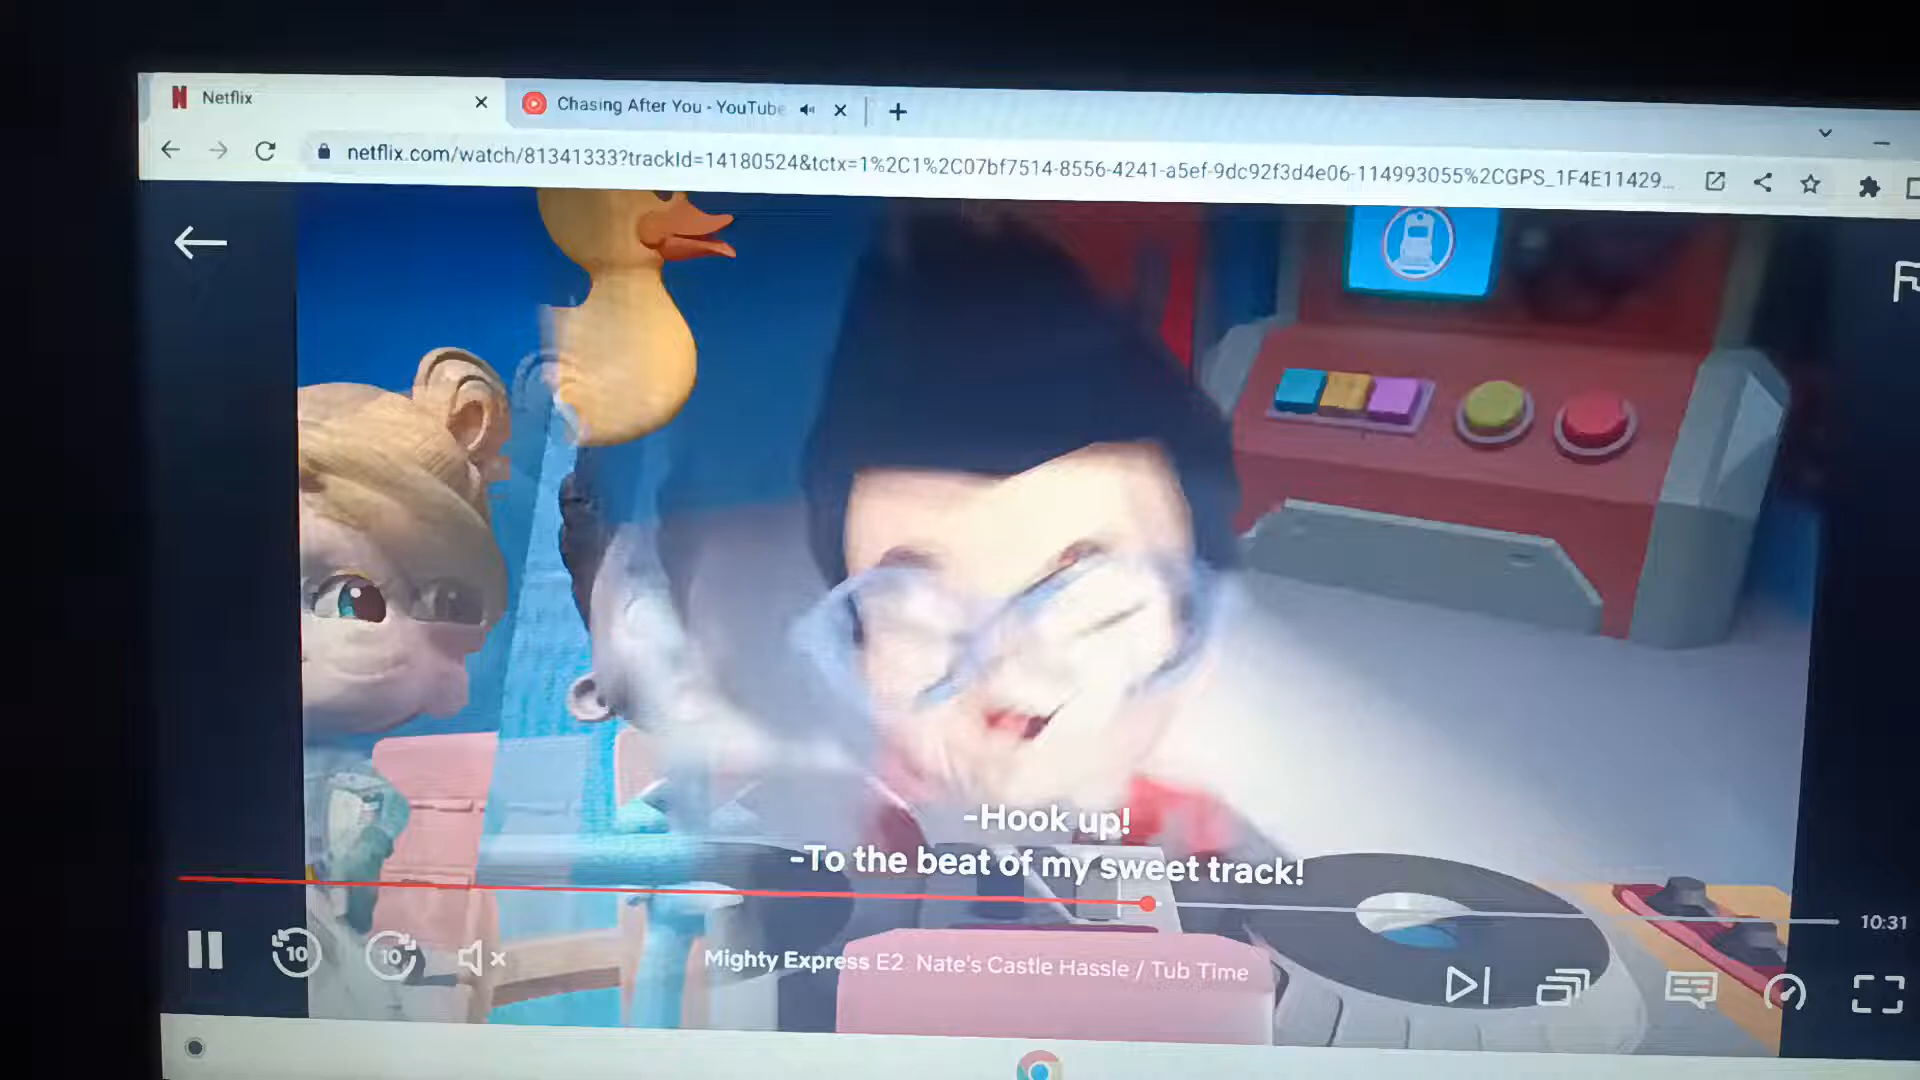 Netflix
Chasing After You - YouTube
netflix.com/watch/81341333?trackId=14180524&tctx=1%2C1%2C07bf7514-8556-4241-a5ef-9dc92f3d4e06-114993055%2CGPS_1F4E11429...
-Hook up!
-To the beat of my sweet track!
10:31
10
10
Mighty Express E2 Nate's Castle Hassle / Tub Time